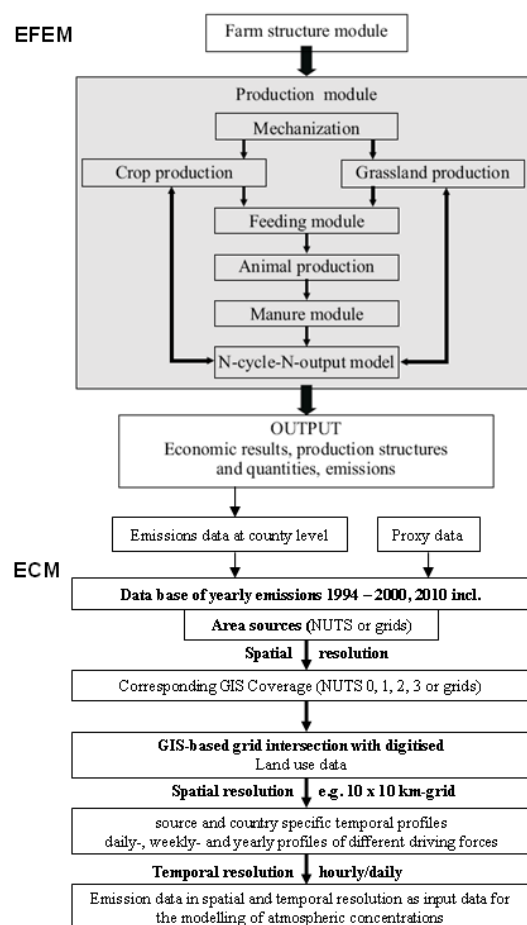 EFEM
Farm structure module
Production module
Mechanization
Crop production
Grassland production
Feeding module
Animal production
Manure module
N-cycle-N-output model
OUTPUT
Economic results, production structures
and quantities, emissions
Emissions data at county level
Proxy data
ECM
Data base of yearly emissions 1994 – 2000, 2010 incl.
Area sources (NUTS or grids)
Spatial resolution
Corresponding GIS Coverage (NUTS 0, 1, 2, 3 or grids)
GIS-based grid intersection with digitised
Land use data
Spatial resolution e.g. 10 x 10 km-grid
source and country specific temporal profiles
daily-, weekly- and yearly profiles of different driving forces
Temporal resolution hourly/daily
Emission data in spatial and temporal resolution as input data for
the modelling of atmospheric concentrations